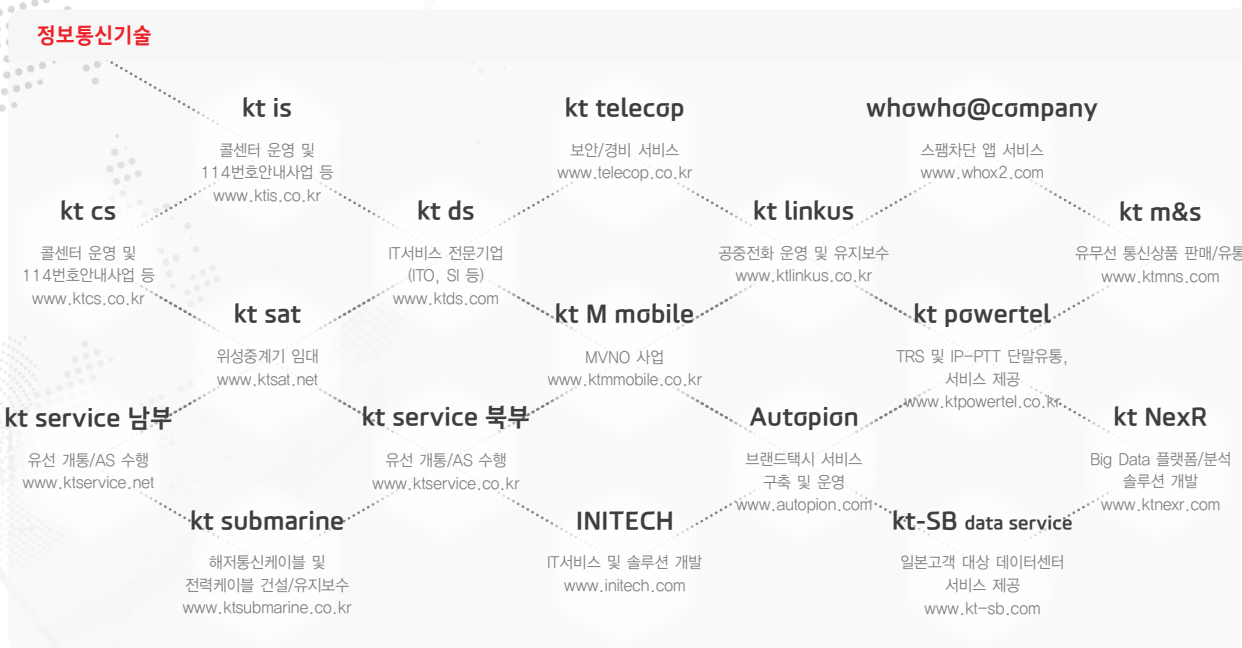 정보통신기술
kt is
콜센터 운영 및
114번호안내사업 등
www.ktis.co.kr
kt telecop
보안/경비 서비스
www.telecop.co.kr
whowho@company
스팸차단 앱 서비스
www.whox2.com
kt cs
콜센터 운영 및
114번호안내사업 등
www.ktcs.co.kr
kt ds
IT서비스 전문기업
(ITO, SI 등)
www.ktds.com
kt linkus
공중전화 운영 및 유지보수
www.ktlinkus.co.kr
kt m&s
유무선 통신상품 판매/유통
www.ktmns.com
kt sat
위성중계기 임대
www.ktsat.net
kt M mobile
MVNO 사업
www.ktmmobile.co.kr
kt powertel
TRS 및 IP-PTT 단말유통,
서비스 제공
www.ktpowertel.co.kr
kt service 남부
유선 개통/AS 수행
www.ktservice.net
kt service 북부
유선 개통/AS 수행
www.ktservice.co.kr
Autopion
브랜드택시 서비스
구축 및 운영
www.autopion.com
kt NexR
Big Data 플랫폼/분석
솔루션 개발
www.ktnexr.com
kt submarine
해저통신케이블 및
전력케이블 건설/유지보수
www.ktsubmarine.co.kr
INITECH
IT서비스 및 솔루션 개발
www.initech.com
kt-SB data service
일본고객 대상 데이터센터
서비스 제공
www.kt-sb.com